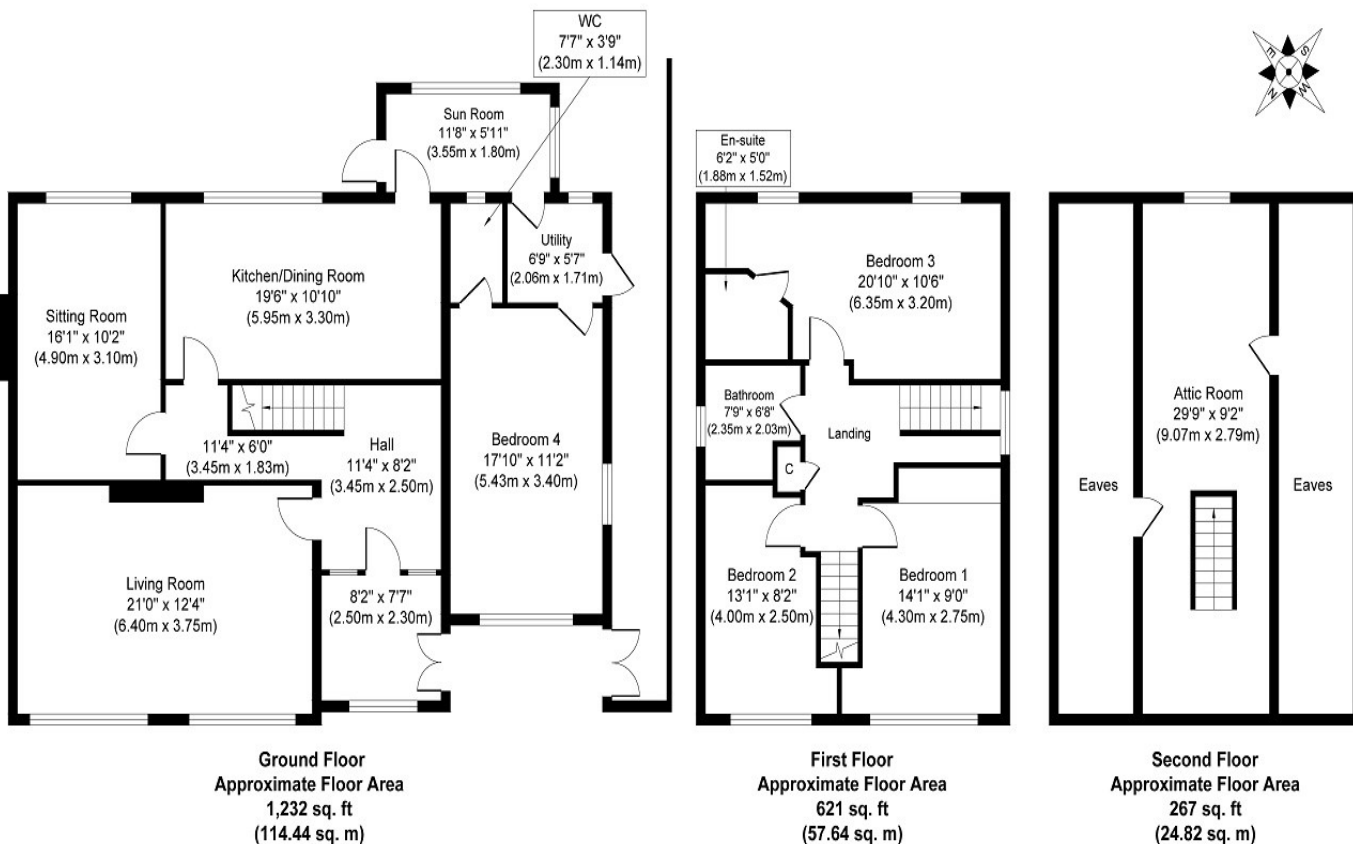 WC
7'7" x 3'9"
(2.30m x 1.14m)
Sun Room
11'8" x 5'11"
(3.55m x 1.80m)
Utility
6'9" x 5'7"
(2.06m x 1.71m)
Kitchen/Dining Room
19'6" x 10'10"
(5.95m x 3.30m)
Sitting Room
16'1" x 10'2"
(4.90m x 3.10m)
11'4" x 6'0"
(3.45m x 1.83m)
Hall
11'4" x 8'2"
(3.45m x 2.50m)
Bedroom 4
17'10" x 11'2"
(5.43m x 3.40m)
Living Room
21'0" x 12'4"
(6.40m x 3.75m)
8'2" x 7'7"
(2.50m x 2.30m)
Ground Floor
Approximate Floor Area
1,232 sq. ft
(114.44 sq. m)
En-suite
6'2" x 5'0"
(1.88m x 1.52m)
Bedroom 3
20'10" x 10'6"
(6.35m x 3.20m)
Bathroom
7'9" x 6'8"
(2.35m x 2.03m)
Landing
C
Bedroom 2
13'1" x 8'2"
(4.00m x 2.50m)
Bedroom 1
14'1" x 9'0"
(4.30m x 2.75m)
First Floor
Approximate Floor Area
621 sq. ft
(57.64 sq. m)
E
S
N
W
Attic Room
29'9" x 9'2"
(9.07m x 2.79m)
Eaves
Eaves
Second Floor
Approximate Floor Area
267 sq. ft
(24.82 sq. m)